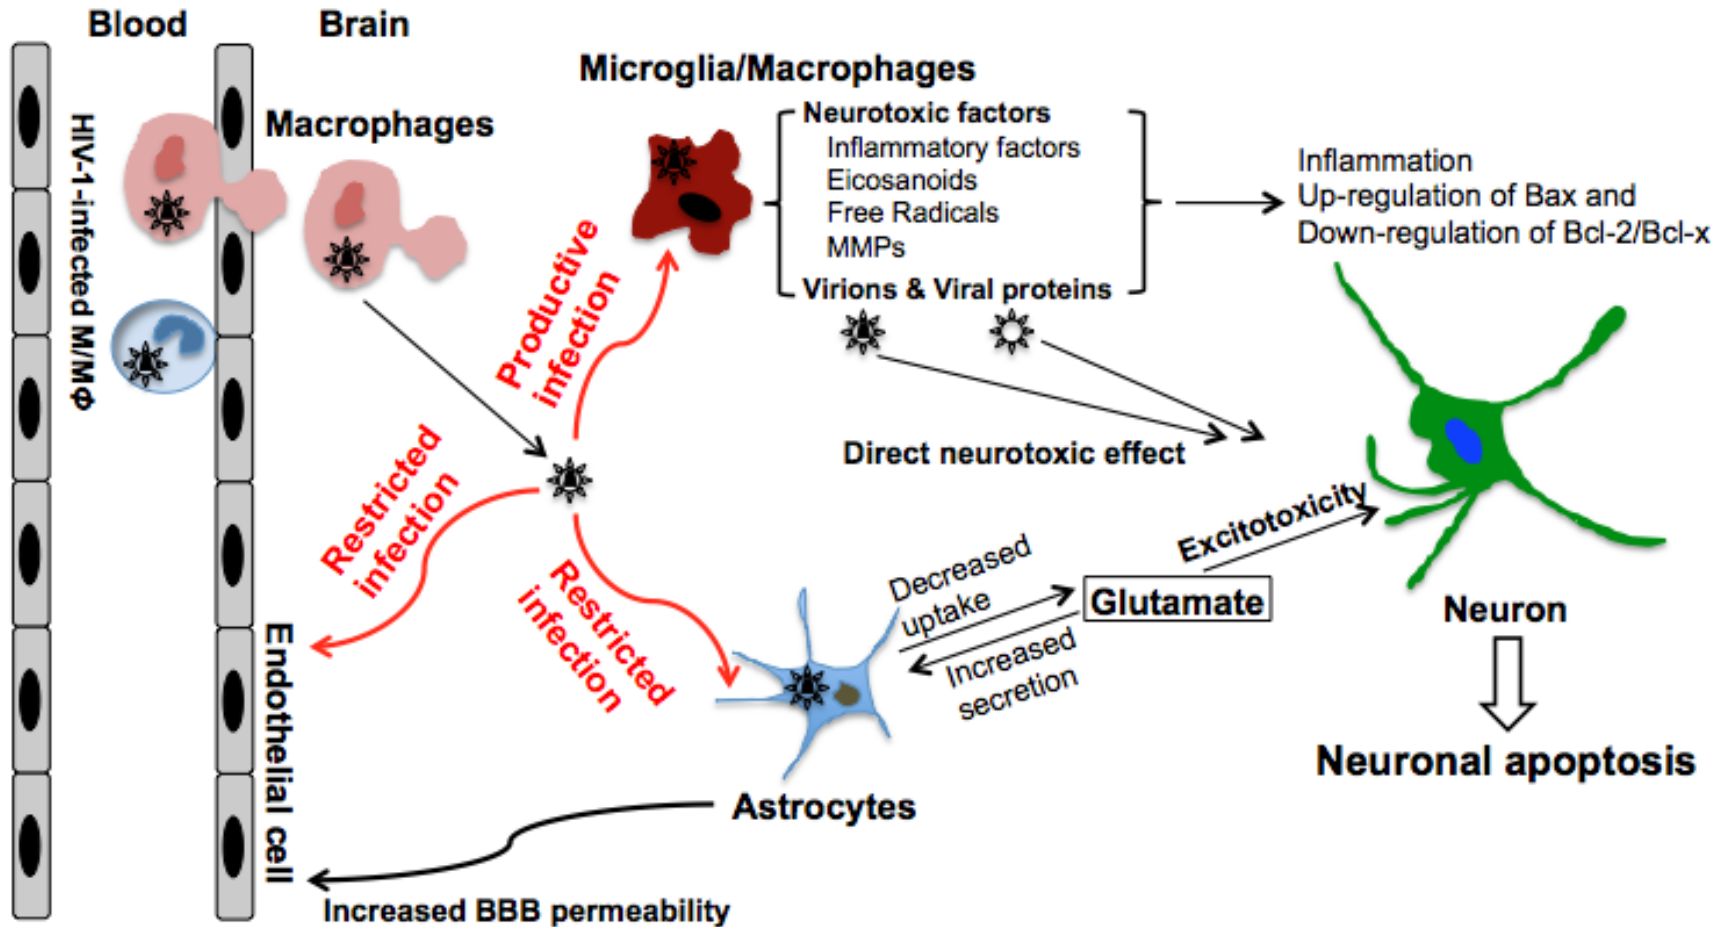 Blood
Brain
HIV-1-infected M/MΦ
Macrophages
Microglia/Macrophages
Neurotoxic factors
Inflammatory factors
Eicosanoids
Free Radicals
MMPs
Virions & Viral proteins
Inflammation
Up-regulation of Bax and
Down-regulation of Bcl-2/Bcl-x
Productive
infection
Restricted
infection
Restricted
infection
Direct neurotoxic effect
Excitotoxicity
Decreased
uptake
Glutamate
Increased
secretion
Neuron
Neuronal apoptosis
Endothelial cell
Astrocytes
Increased BBB permeability